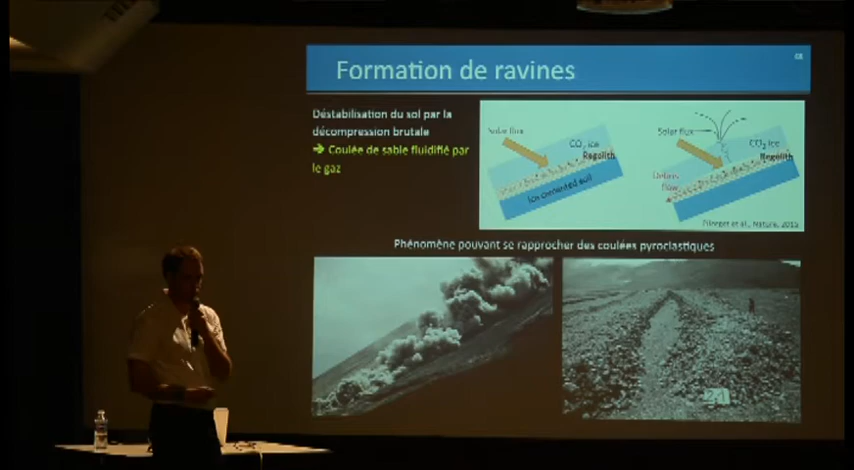 Formation de ravines
Déstabilisation du sol par la
décompression brutale
➔ Coulée de sable fluidifié par
le gaz
Solar flux
CO₂ ice
Regolith
Ice cemented soil
Solar flux
CO₂ ice
Regolith
Debris
flow
Nature, 2015
Phénomène pouvant se rapprocher des coulées pyroclastiques